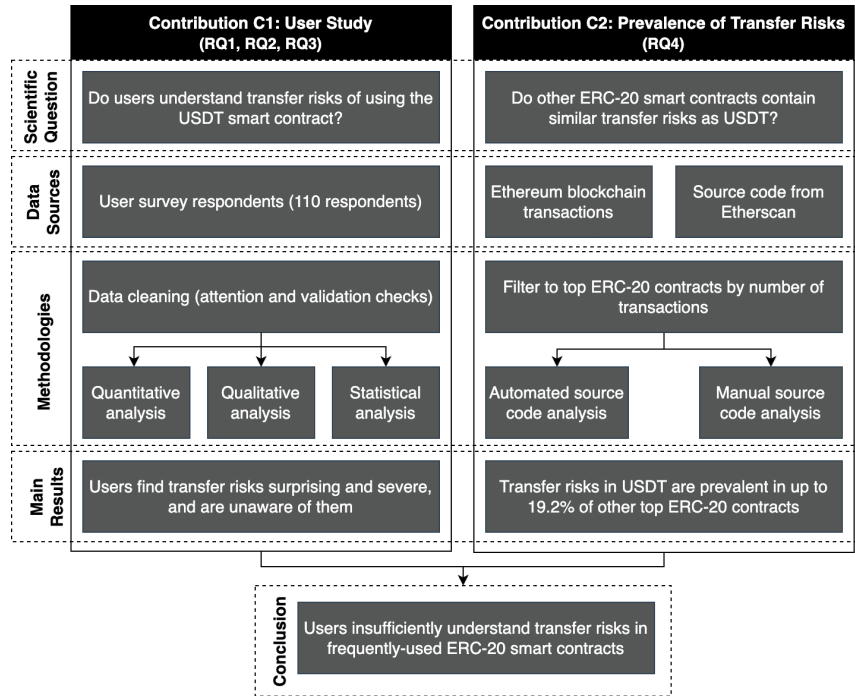 Contribution C1: User Study
(RQ1, RQ2, RQ3)
Contribution C2: Prevalence of Transfer Risks
(RQ4)
Scientific
Question
Do users understand transfer risks of using the
USDT smart contract?
Do other ERC-20 smart contracts contain
similar transfer risks as USDT?
Data
Sources
User survey respondents (110 respondents)
Ethereum blockchain
transactions
Source code from
Etherscan
Methodologies
Data cleaning (attention and validation checks)
Quantitative
analysis
Qualitative
analysis
Statistical
analysis
Filter to top ERC-20 contracts by number of
transactions
Automated source
code analysis
Manual source
code analysis
Main
Results
Users find transfer risks surprising and severe,
and are unaware of them
Transfer risks in USDT are prevalent in up to
19.2% of other top ERC-20 contracts
Conclusion
Users insufficiently understand transfer risks in
frequently-used ERC-20 smart contracts